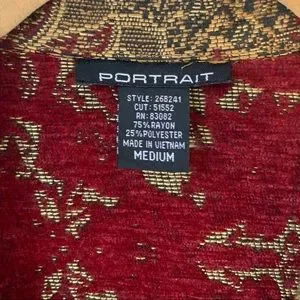 PORTRAIT
STYLE: 268241
CUT: 51552
RN: 83082
75% RAYON
25% POLYESTER
MADE IN VIETNAM
MEDIUM